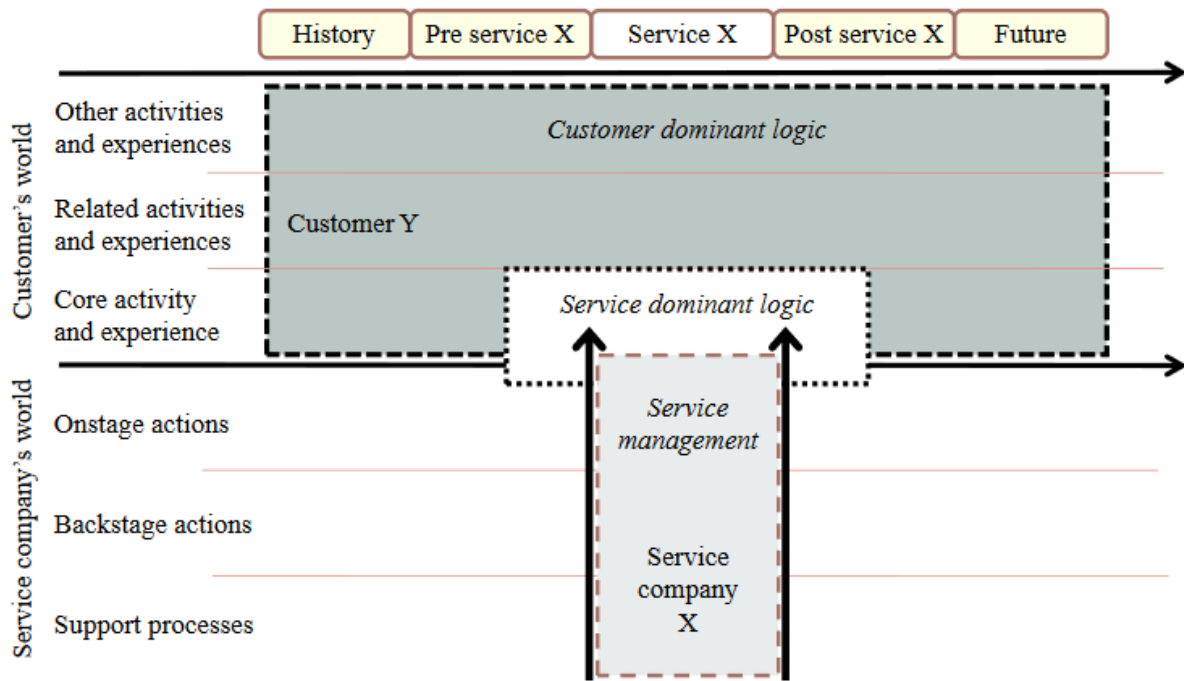 History
Pre service X
Service X
Post service X
Future
Customer's world
Other activities
and experiences
Customer dominant logic
Related activities
and experiences
Customer Y
Core activity
and experience
Service dominant logic
Service company's world
Onstage actions
Service
management
Backstage actions
Service
company
X
Support processes